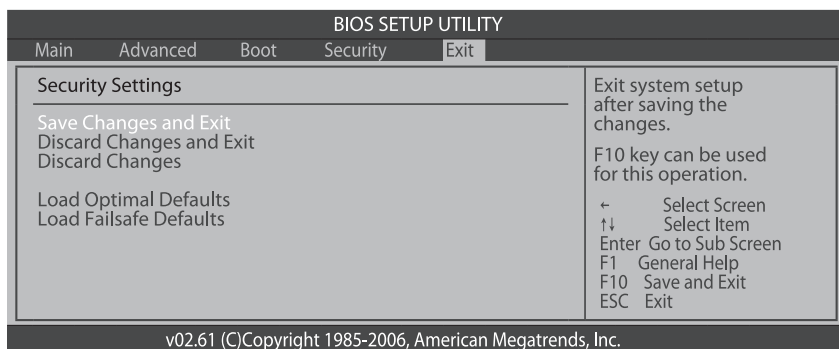 BIOS SETUP UTILITY
Main Advanced Boot Security Exit
Security Settings
Save Changes and Exit
Discard Changes and Exit
Discard Changes
Load Optimal Defaults
Load Failsafe Defaults
Exit system setup
after saving the
changes.
F10 key can be used
for this operation.
← Select Screen
↑↓ Select Item
Enter Go to Sub Screen
F1 General Help
F10 Save and Exit
ESC Exit
v02.61 (C)Copyright 1985-2006, American Megatrends, Inc.